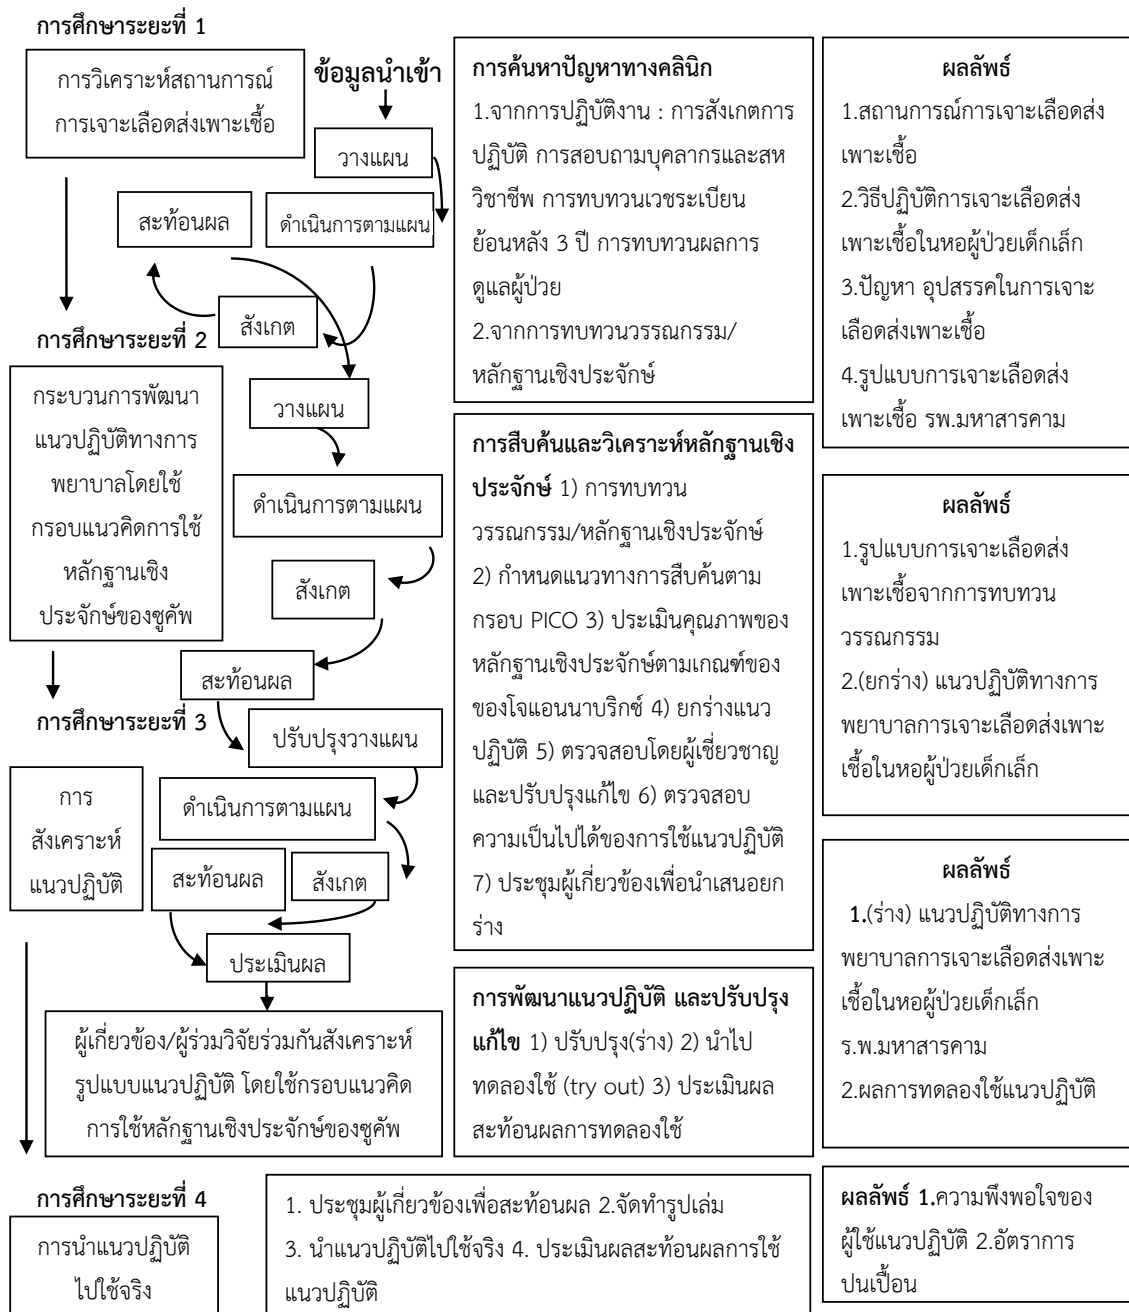 การศึกษาระยะที่ 1
การวิเคราะห์สถานการณ์
การเจาะเลือดส่งเพาะเชื้อ
ข้อมูลนำเข้า
วางแผน
สะท้อนผล
ดำเนินการตามแผน
สังเกต
การค้นหาปัญหาทางคลินิก
1.จากการปฏิบัติงาน : การสังเกตการ
ปฏิบัติ การสอบถามบุคลากรและสห
วิชาชีพ การทบทวนเวชระเบียน
ย้อนหลัง 3 ปี การทบทวนผลการ
ดูแลผู้ป่วย
2.จากการทบทวนวรรณกรรม/
หลักฐานเชิงประจักษ์
ผลลัพธ์
1.สถานการณ์การเจาะเลือดส่ง
เพาะเชื้อ
2.วิธีปฏิบัติการเจาะเลือดส่ง
เพาะเชื้อในหอผู้ป่วยเด็กเล็ก
3.ปัญหา อุปสรรคในการเจาะ
เลือดส่งเพาะเชื้อ
4.รูปแบบการเจาะเลือดส่ง
เพาะเชื้อ รพ.มหาสารคาม
การศึกษาระยะที่ 2
กระบวนการพัฒนา
แนวปฏิบัติทางการ
พยาบาลโดยใช้
กรอบแนวคิดการใช้
หลักฐานเชิง
ประจักษ์ของซูคัพ
วางแผน
ดำเนินการตามแผน
สังเกต
สะท้อนผล
การสืบค้นและวิเคราะห์หลักฐานเชิง
ประจักษ์ 1) การทบทวน
วรรณกรรม/หลักฐานเชิงประจักษ์
2) กำหนดแนวทางการสืบค้นตาม
กรอบ PICO 3) ประเมินคุณภาพของ
หลักฐานเชิงประจักษ์ตามเกณฑ์ของ
ของโจแอนนาบริกซ์ 4) ยกร่างแนว
ปฏิบัติ 5) ตรวจสอบโดยผู้เชี่ยวชาญ
และปรับปรุงแก้ไข 6) ตรวจสอบ
ความเป็นไปได้ของการใช้แนวปฏิบัติ
7) ประชุมผู้เกี่ยวข้องเพื่อนำเสนอยก
ร่าง
ผลลัพธ์
1.รูปแบบการเจาะเลือดส่ง
เพาะเชื้อจากการทบทวน
วรรณกรรม
2.(ยกร่าง) แนวปฏิบัติทางการ
พยาบาลการเจาะเลือดส่งเพาะ
เชื้อในหอผู้ป่วยเด็กเล็ก
การศึกษาระยะที่ 3
การ
สังเคราะห์
แนวปฏิบัติ
ปรับปรุงวางแผน
ดำเนินการตามแผน
สะท้อนผล
สังเกต
ประเมินผล
ผู้เกี่ยวข้อง/ผู้ร่วมวิจัยร่วมกันสังเคราะห์
รูปแบบแนวปฏิบัติ โดยใช้กรอบแนวคิด
การใช้หลักฐานเชิงประจักษ์ของซูคัพ
การพัฒนาแนวปฏิบัติ และปรับปรุง
แก้ไข 1) ปรับปรุง(ร่าง) 2) นำไป
ทดลองใช้ (try out) 3) ประเมินผล
สะท้อนผลการทดลองใช้
ผลลัพธ์
1.(ร่าง) แนวปฏิบัติทางการ
พยาบาลการเจาะเลือดส่งเพาะ
เชื้อในหอผู้ป่วยเด็กเล็ก
ร.พ.มหาสารคาม
2.ผลการทดลองใช้แนวปฏิบัติ
การศึกษาระยะที่ 4
การนำแนวปฏิบัติ
ไปใช้จริง
1. ประชุมผู้เกี่ยวข้องเพื่อสะท้อนผล 2.จัดทำรูปเล่ม
3. นำแนวปฏิบัติไปใช้จริง 4. ประเมินผลสะท้อนผลการใช้
แนวปฏิบัติ
ผลลัพธ์ 1.ความพึงพอใจของ
ผู้ใช้แนวปฏิบัติ 2.อัตราการ
ปนเปื้อน